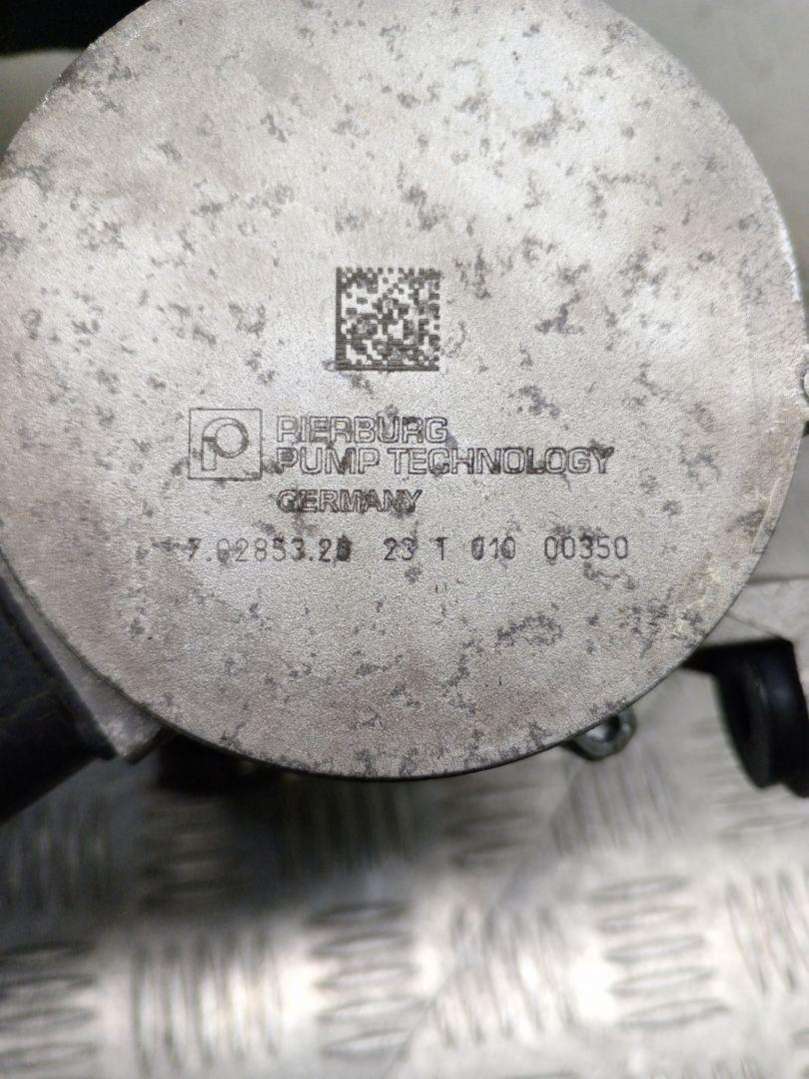 PIERBURG
PUMP TECHNOLOGY
GERMANY
7.02853.20 23 T 010 00350